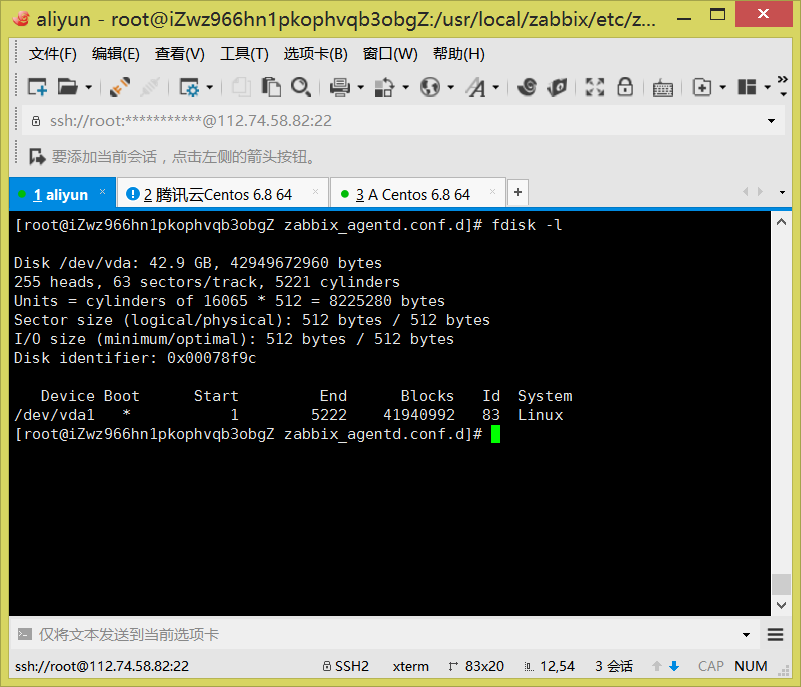 aliyun - root@iZwz966hn1pkophvqb3obgZ:/usr/local/zabbix/etc/z...
文件(F) 编辑(E) 查看(V) 工具(T) 选项卡(B) 窗口(W) 帮助(H)
ssh://root:***********@112.74.58.82:22
要添加当前会话，点击左侧的箭头按钮。
1 aliyun × 2 腾讯云Centos 6.8 64 × 3 A Centos 6.8 64 × +
[root@iZwz966hn1pkophvqb3obgZ zabbix_agentd.conf.d]# fdisk -l
Disk /dev/vda: 42.9 GB, 42949672960 bytes
255 heads, 63 sectors/track, 5221 cylinders
Units = cylinders of 16065 * 512 = 8225280 bytes
Sector size (logical/physical): 512 bytes / 512 bytes
I/O size (minimum/optimal): 512 bytes / 512 bytes
Disk identifier: 0x00078f9c
Device Boot Start End Blocks Id System
/dev/vda1 * 1 5222 41940992 83 Linux
[root@iZwz966hn1pkophvqb3obgZ zabbix_agentd.conf.d]#
仅将文本发送到当前选项卡
ssh://root@112.74.58.82:22 SSH2 xterm 83x20 12,54 3 会话 CAP NUM